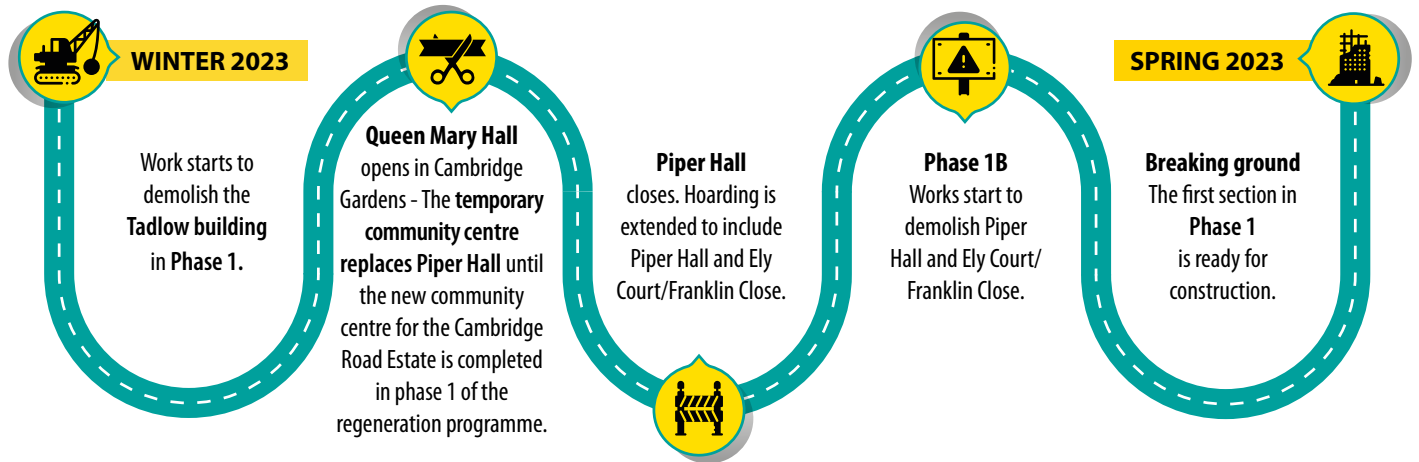 WINTER 2023
Work starts to
demolish the
Tadlow building
in Phase 1.
Queen Mary Hall
opens in Cambridge
Gardens - The temporary
community centre
replaces Piper Hall until
the new community
centre for the Cambridge
Road Estate is completed
in phase 1 of the
regeneration programme.
Piper Hall
closes. Hoarding is
extended to include
Piper Hall and Ely
Court/Franklin Close.
Phase 1B
Works start to
demolish Piper
Hall and Ely Court/
Franklin Close.
SPRING 2023
Breaking ground
The first section in
Phase 1
is ready for
construction.